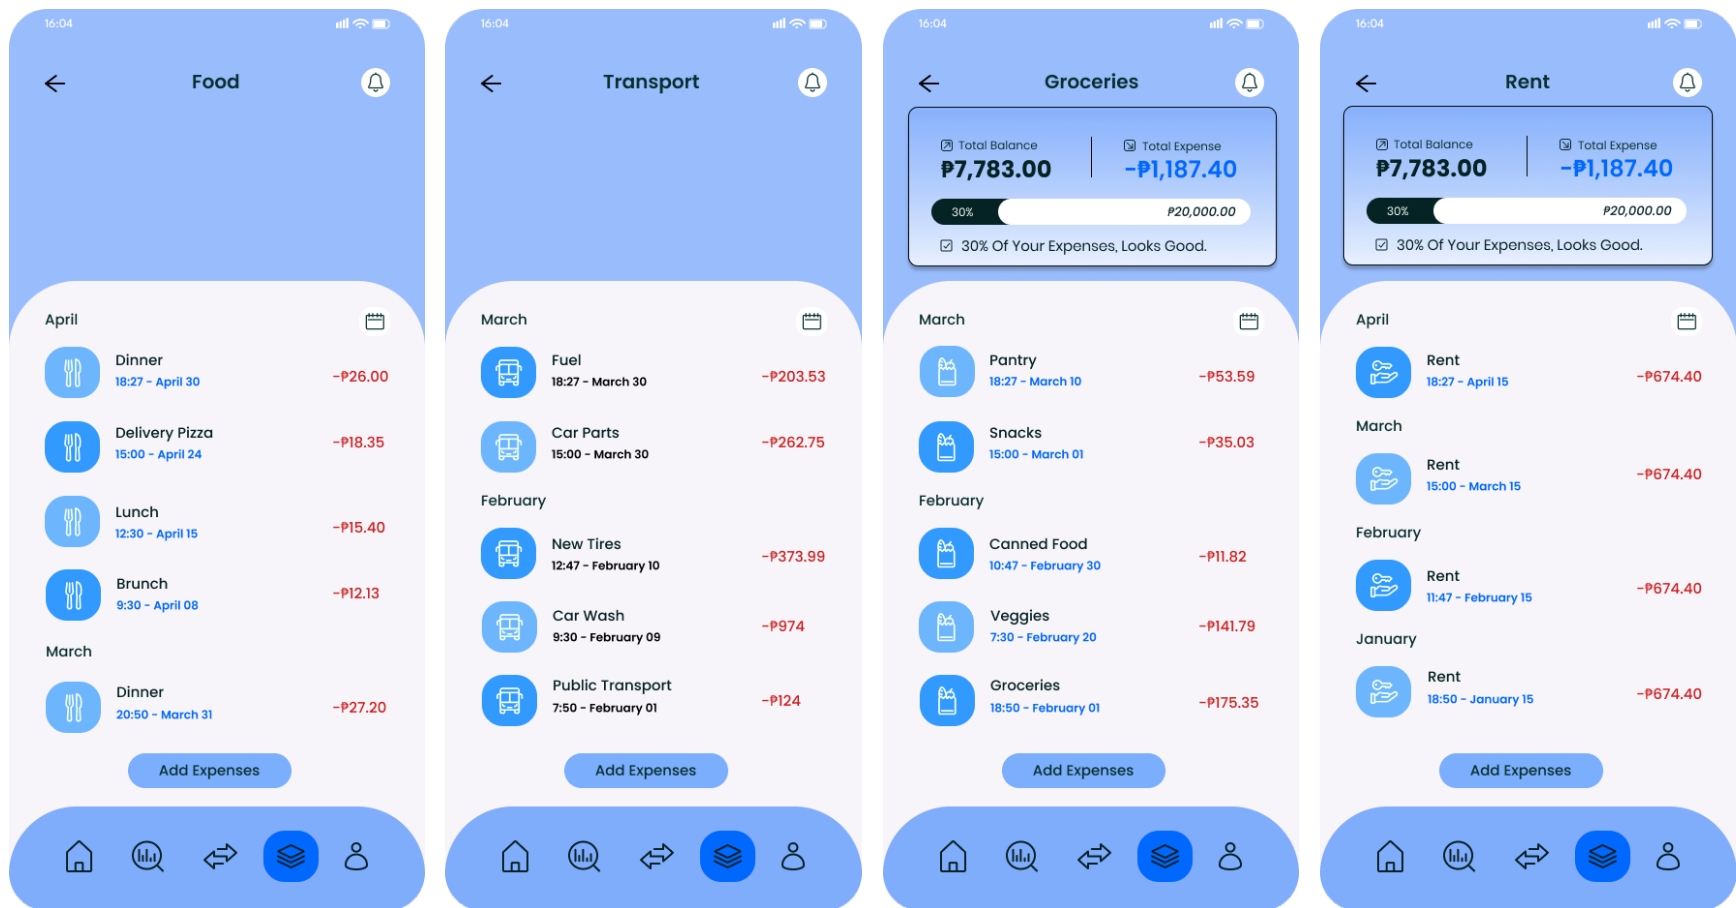 16:04
Food
April
Dinner
18:27 - April 30
-₱26.00
Delivery Pizza
15:00 - April 24
-₱18.35
Lunch
12:30 - April 15
-₱15.40
Brunch
9:30 - April 08
-₱12.13
March
Dinner
20:50 - March 31
-₱27.20
Add Expenses
16:04
Transport
March
Fuel
18:27 - March 30
-₱203.53
Car Parts
15:00 - March 30
-₱262.75
February
New Tires
12:47 - February 10
-₱373.99
Car Wash
9:30 - February 09
-₱974
Public Transport
7:50 - February 01
-₱124
Add Expenses
16:04
Groceries
Total Balance
₱7,783.00
Total Expense
-₱1,187.40
30%
₱20,000.00
30% Of Your Expenses, Looks Good.
March
Pantry
18:27 - March 10
-₱53.59
Snacks
15:00 - March 01
-₱35.03
February
Canned Food
10:47 - February 30
-₱11.82
Veggies
7:30 - February 20
-₱141.79
Groceries
18:50 - February 01
-₱175.35
Add Expenses
16:04
Rent
Total Balance
₱7,783.00
Total Expense
-₱1,187.40
30%
₱20,000.00
30% Of Your Expenses, Looks Good.
April
Rent
18:27 - April 15
-₱674.40
March
Rent
15:00 - March 15
-₱674.40
February
Rent
11:47 - February 15
-₱674.40
January
Rent
18:50 - January 15
-₱674.40
Add Expenses